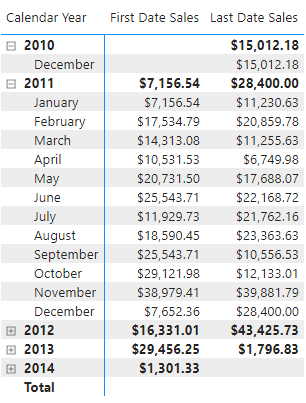 Calendar Year First Date Sales Last Date Sales
2010 $15,012.18
December $15,012.18
2011 $7,156.54 $28,400.00
January $7,156.54 $11,230.63
February $17,534.79 $20,859.78
March $14,313.08 $11,255.63
April $10,531.53 $6,749.98
May $20,731.50 $17,688.07
June $25,543.71 $22,168.72
July $11,929.73 $21,762.16
August $18,590.45 $23,363.63
September $25,543.71 $10,556.53
October $29,121.98 $12,133.01
November $38,979.41 $39,881.79
December $7,652.36 $28,400.00
2012 $16,331.01 $43,425.73
2013 $29,456.25 $1,796.83
2014 $1,301.33
Total